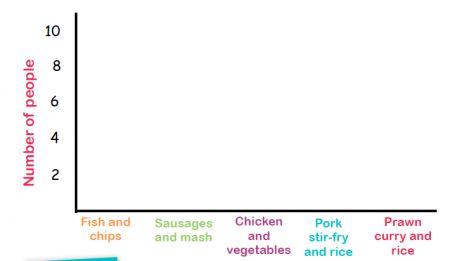 10
8
6
4
2
Number of people
Fish and
chips
Sausages
and mash
Chicken
and
vegetables
Pork
stir-fry
and rice
Prawn
curry and
rice